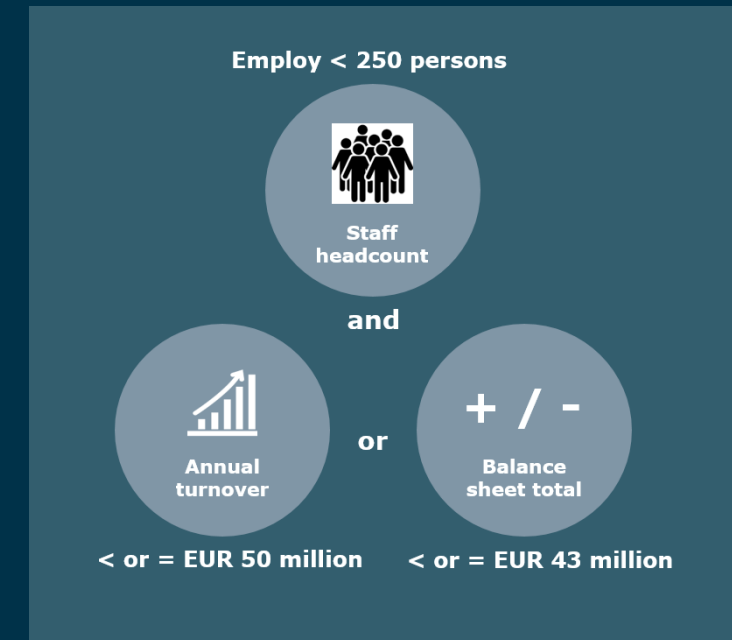 Employ < 250 persons
Staff
headcount
and
Annual
turnover
or
+ / -
Balance
sheet total
< or = EUR 50 million
< or = EUR 43 million